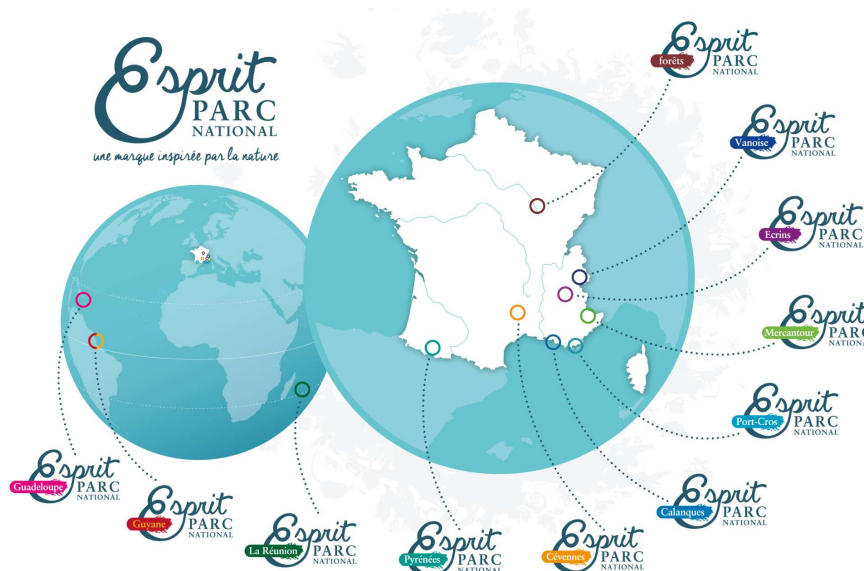 Esprit
PARC
NATIONAL
une marque inspirée par la nature
Esprit
forêts
PARC
NATIONAL
Esprit
Vanoise
PARC
NATIONAL
Esprit
Ecrins
PARC
NATIONAL
Esprit
Mercantour
PARC
NATIONAL
Esprit
Port-Cros
PARC
NATIONAL
Esprit
Calanques
PARC
NATIONAL
Esprit
Guadeloupe
PARC
NATIONAL
Esprit
Guyane
PARC
NATIONAL
Esprit
La Réunion
PARC
NATIONAL
Esprit
Pyrénées
PARC
NATIONAL
Esprit
Cévennes
PARC
NATIONAL